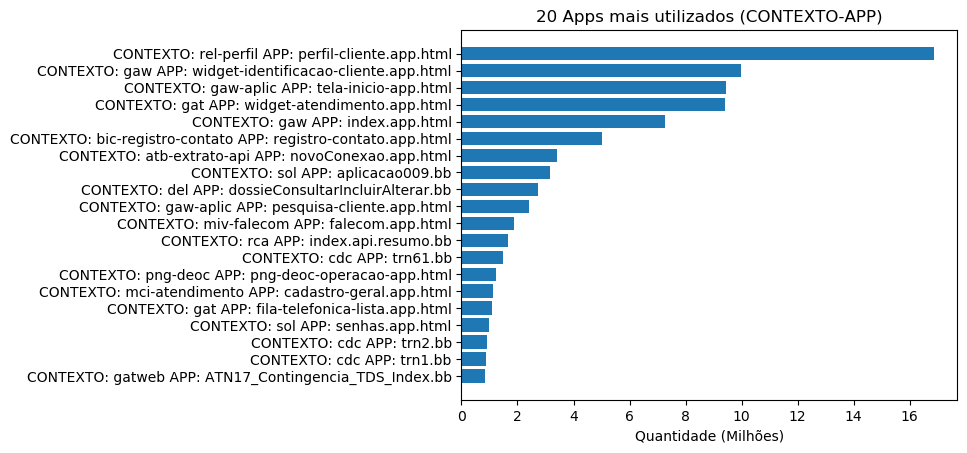 20 Apps mais utilizados (CONTEXTO-APP)
CONTEXTO: rel-perfil APP: perfil-cliente.app.html
CONTEXTO: gaw APP: widget-identificacao-cliente.app.html
CONTEXTO: gaw-aplic APP: tela-inicio-app.html
CONTEXTO: gat APP: widget-atendimento.app.html
CONTEXTO: gaw APP: index.app.html
CONTEXTO: bic-registro-contato APP: registro-contato.app.html
CONTEXTO: atb-extrato-api APP: novoConexao.app.html
CONTEXTO: sol APP: aplicacao009.bb
CONTEXTO: del APP: dossieConsultarIncluirAlterar.bb
CONTEXTO: gaw-aplic APP: pesquisa-cliente.app.html
CONTEXTO: miv-falecom APP: falecom.app.html
CONTEXTO: rca APP: index.api.resumo.bb
CONTEXTO: cdc APP: trn61.bb
CONTEXTO: png-deoc APP: png-deoc-operacao-app.html
CONTEXTO: mci-atendimento APP: cadastro-geral.app.html
CONTEXTO: gat APP: fila-telefonica-lista.app.html
CONTEXTO: sol APP: senhas.app.html
CONTEXTO: cdc APP: trn2.bb
CONTEXTO: cdc APP: trn1.bb
CONTEXTO: gatweb APP: ATN17_Contingencia_TDS_Index.bb
0 2 4 6 8 10 12 14 16
Quantidade (Milhões)